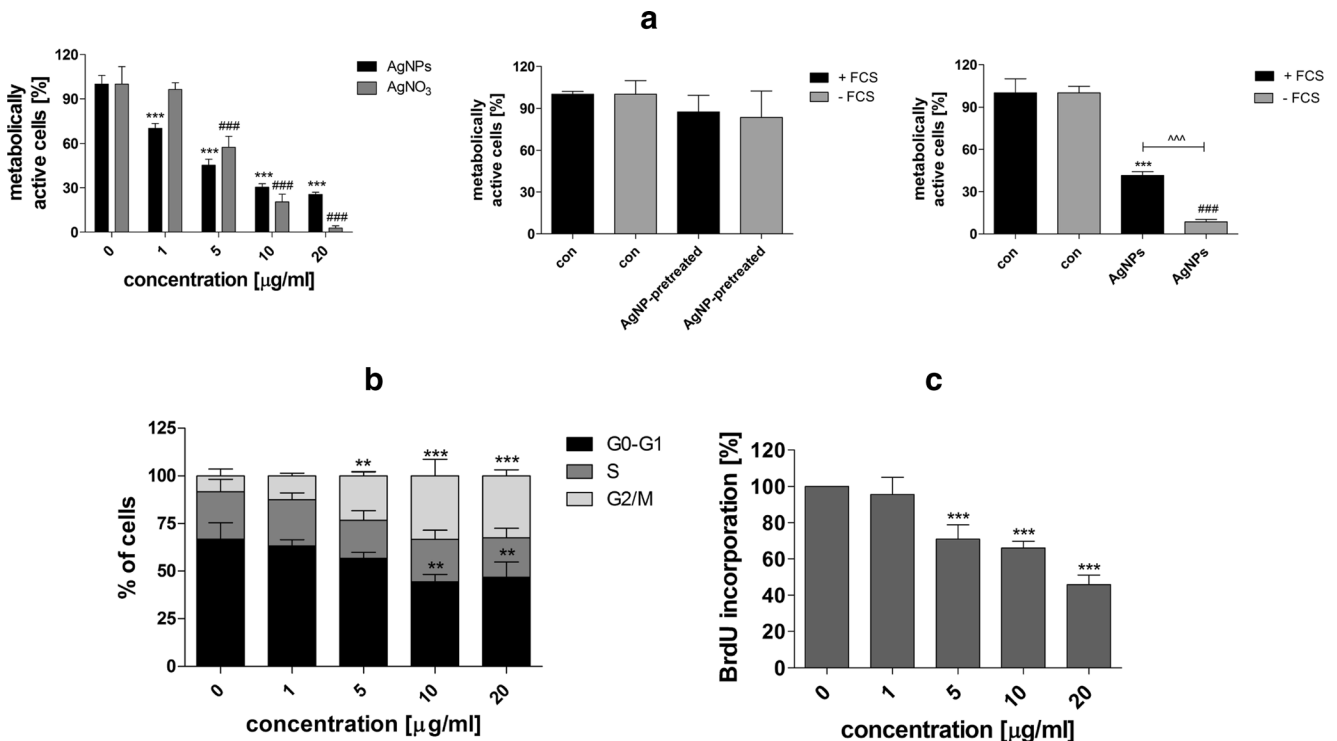 a
metabolically
active cells [%]
120
90
60
30
0
***
***
###
***
###
***
###
0
1
5
10
20
concentration [μg/ml]
AgNPs
AgNO3
metabolically
active cells [%]
120
90
60
90
0
con
con
AgNP-pretreated
AgNP-pretreated
+ FCS
- FCS
metabolically
active cells [%]
120
90
60
30
0
^^^
***
###
con
con
AgNPs
AgNPs
+ FCS
- FCS
b
% of cells
125
100
75
50
25
0
**
***
***
**
**
0
1
5
10
20
concentration [μg/ml]
G0-G1
S
G2/M
c
BrdU incorporation [%]
120
100
80
60
40
20
0
***
***
***
0
1
5
10
20
concentration [μg/ml]